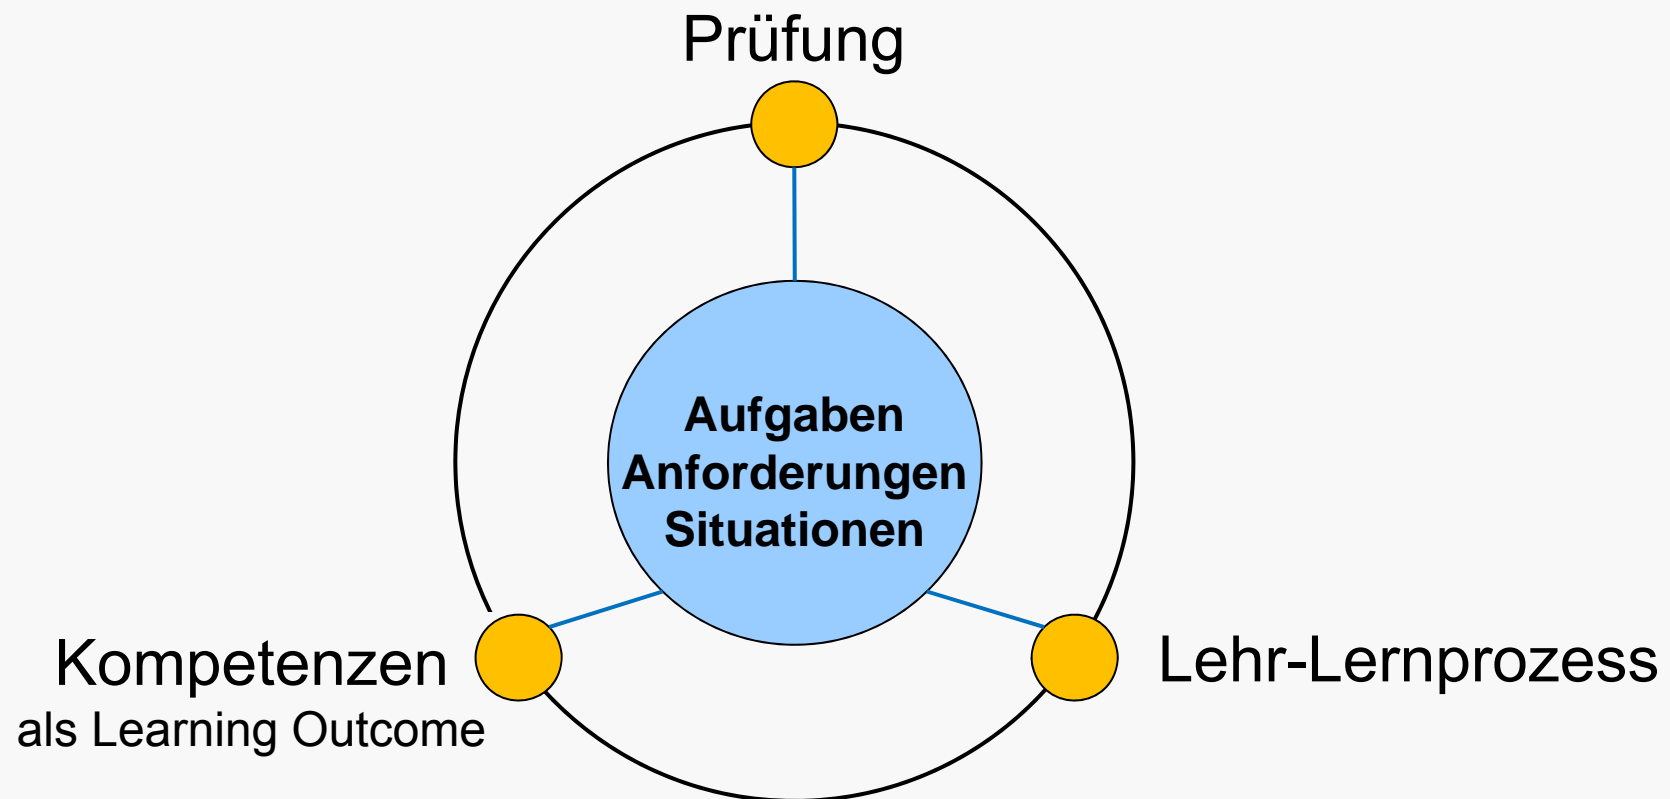 Prüfung
Aufgaben
Anforderungen
Situationen
Kompetenzen
als Learning Outcome
Lehr-Lernprozess